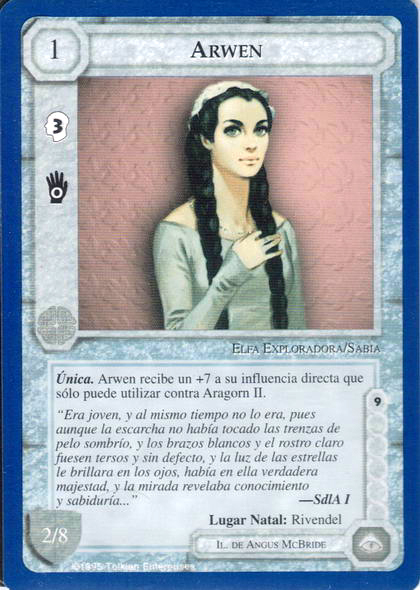 1
ARWEN
3
0
ELFA EXPLORADORA/SABIA
Única. Arwen recibe un +7 a su influencia directa que
sólo puede utilizar contra Aragorn II.
9
“Era joven, y al mismo tiempo no lo era, pues
aunque la escarcha no había tocado las trenzas de
pelo sombrío, y los brazos blancos y el rostro claro
fuesen tersos y sin defecto, y la luz de las estrellas
le brillara en los ojos, había en ella verdadera
majestad, y la mirada revelaba conocimiento
y sabiduría...” —SdlA I
Lugar Natal: Rivendel
2/8
IL. DE ANGUS MCBRIDE
©1995 Tolkien Enterprises